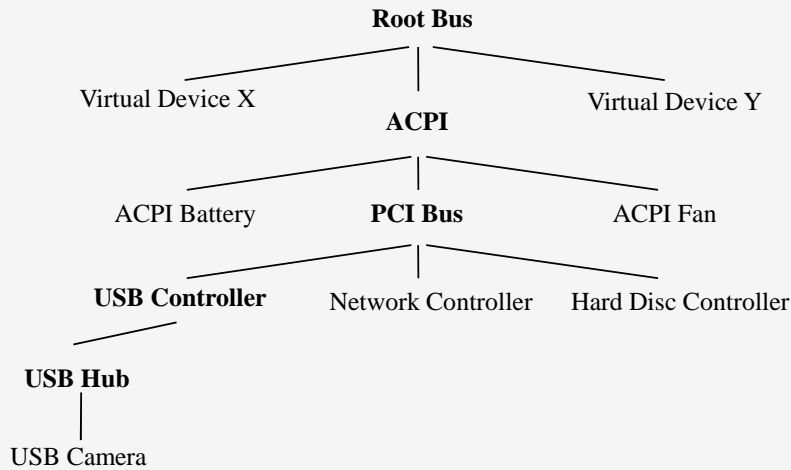 Root Bus
Virtual Device X
Virtual Device Y
ACPI
ACPI Battery
PCI Bus
ACPI Fan
USB Controller
Network Controller
Hard Disc Controller
USB Hub
USB Camera